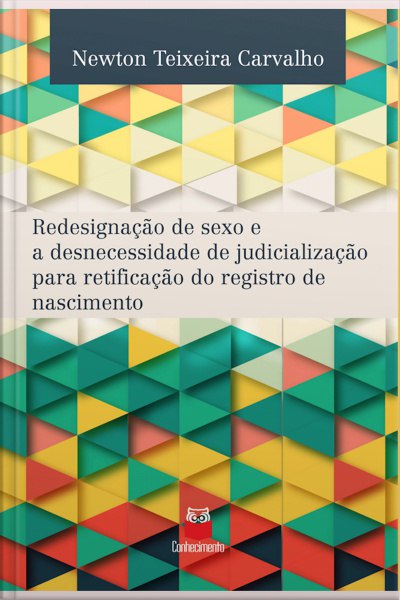 Newton Teixeira Carvalho
Redesignação de sexo e
a desnecessidade de judicialização
para retificação do registro de
nascimento
Conhecimento